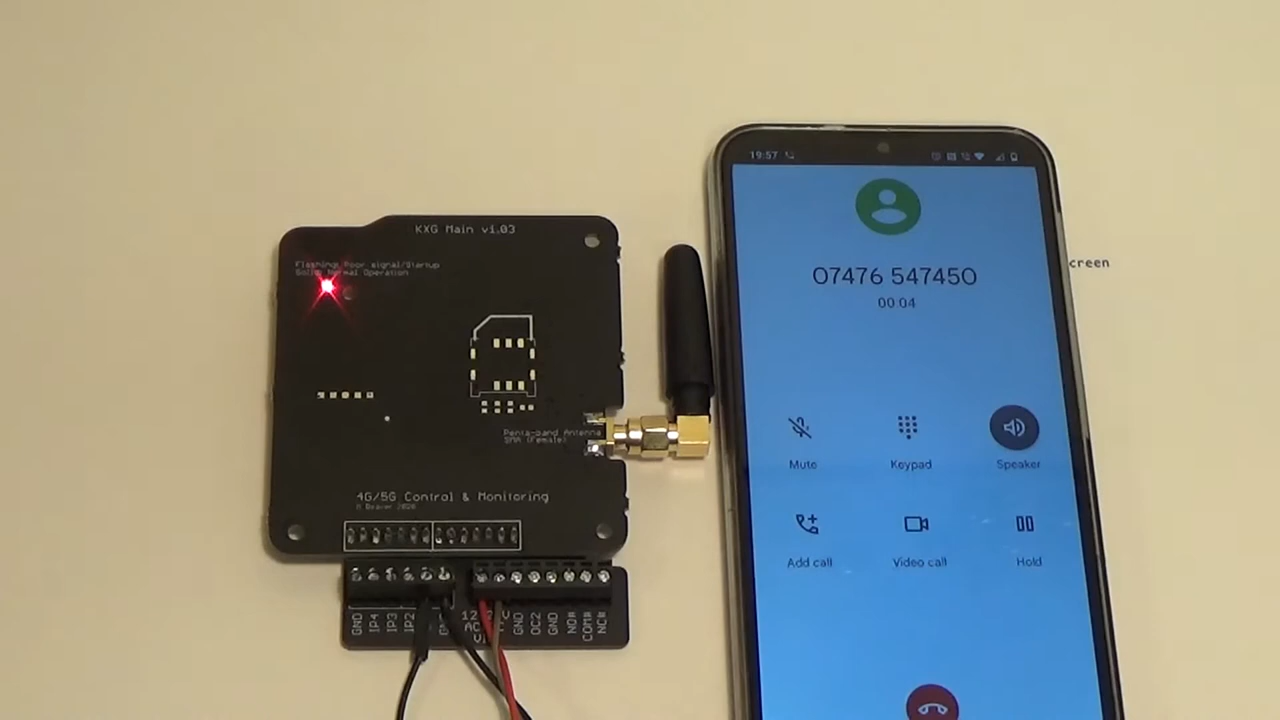 KXG Main v1.03
Flashing: Poor signal/Startup
Solid: Normal Operation
Penta-band Antenna
SMA (Female)
4G/5G Control & Monitoring
GND
IP4
IP3
IP2
GND
OC2
GND
NO#
COM#
NC#
19:57
07476 547450
00:04
Mute
Keypad
Speaker
Add call
Video call
Hold
creen